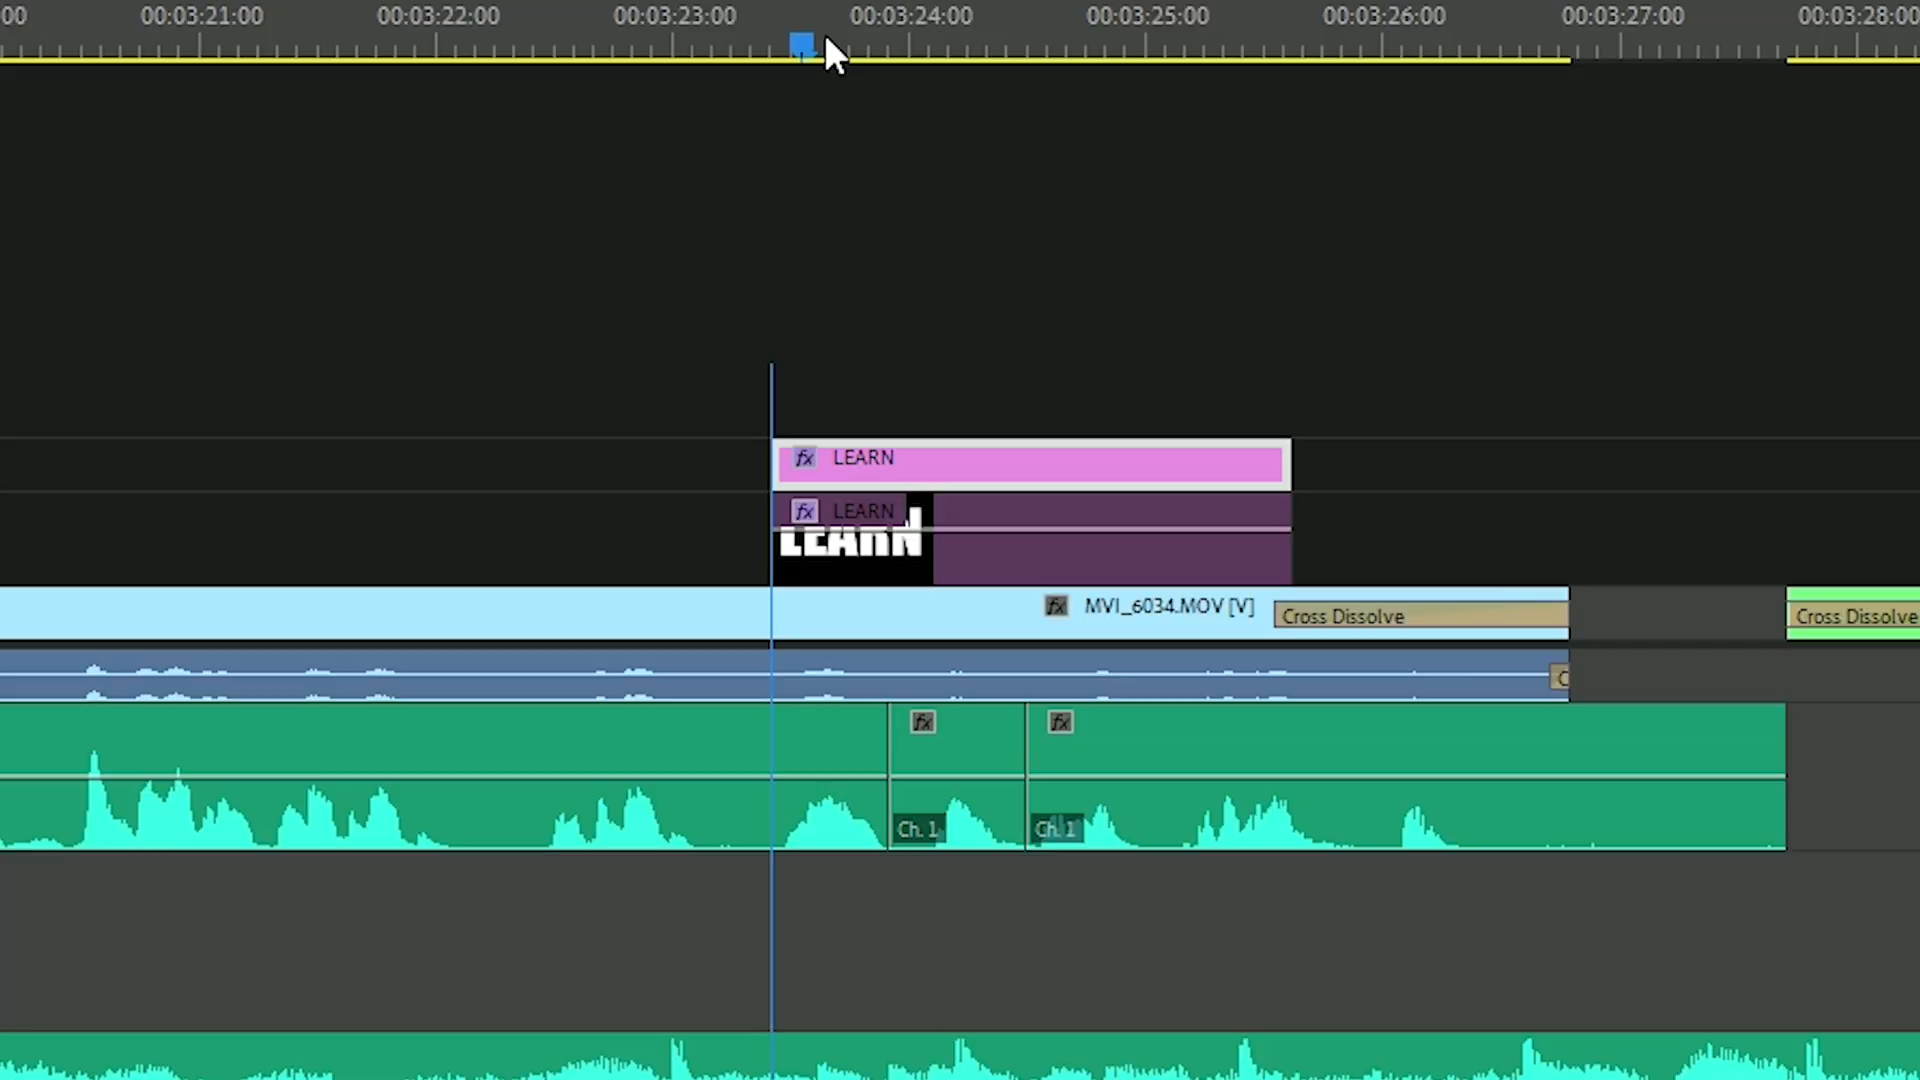 00 00:03:21:00 00:03:22:00 00:03:23:00 00:03:24:00 00:03:25:00 00:03:26:00 00:03:27:00 00:03:28:00
fx LEARN
fx LEARN
LEARN
fx MVI_6034.MOV [V] Cross Dissolve Cross Dissolve
C
fx fx
Ch. 1 Ch. 1